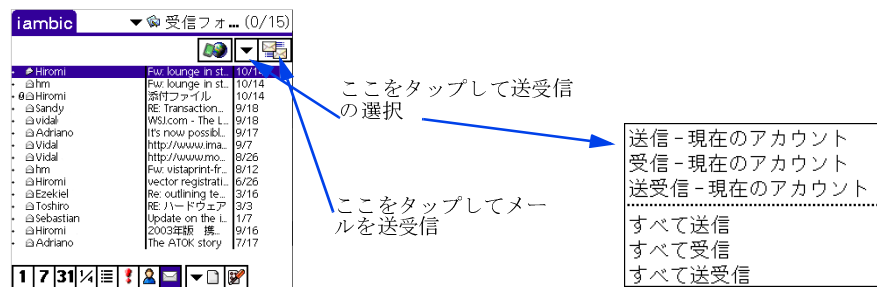 iambic
受信フォ... (0/15)
Hiromi Fw: lounge in st... 10/14
hm Fw: lounge in st... 10/14
Hiromi 添付ファイル 10/14
Sandy RE: Transaction... 9/18
vidal WSJ.com - The L... 9/18
Adriano It's now possibl... 9/17
Vidal http://www.ima... 9/7
Vidal http://www.mo... 8/26
hm Fw: vistaprint-fr... 8/12
Hiromi vector registrati... 6/26
Ezekiel Re: outlining te... 3/16
Toshiro RE: ハードウェア 3/3
Sebastian Update on the i... 1/7
Hiromi 2003年版 携... 9/16
Adriano The ATOK story 7/17
1 7 31
ここをタップして送受信
の選択
ここをタップしてメー
ルを送受信
送信－現在のアカウント
受信－現在のアカウント
送受信－現在のアカウント
すべて送信
すべて受信
すべて送受信